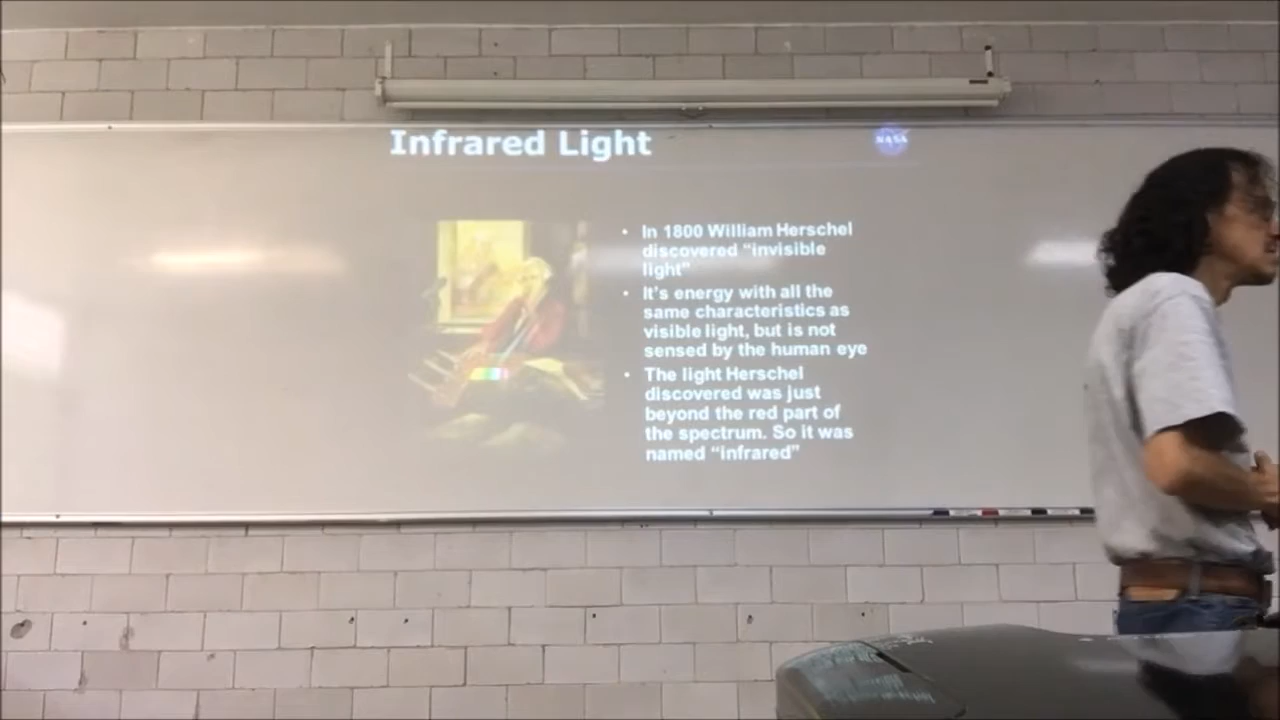 Infrared Light
NASA
• In 1800 William Herschel
discovered “invisible
light”
• It’s energy with all the
same characteristics as
visible light, but is not
sensed by the human eye
• The light Herschel
discovered was just
beyond the red part of
the spectrum. So it was
named “infrared”